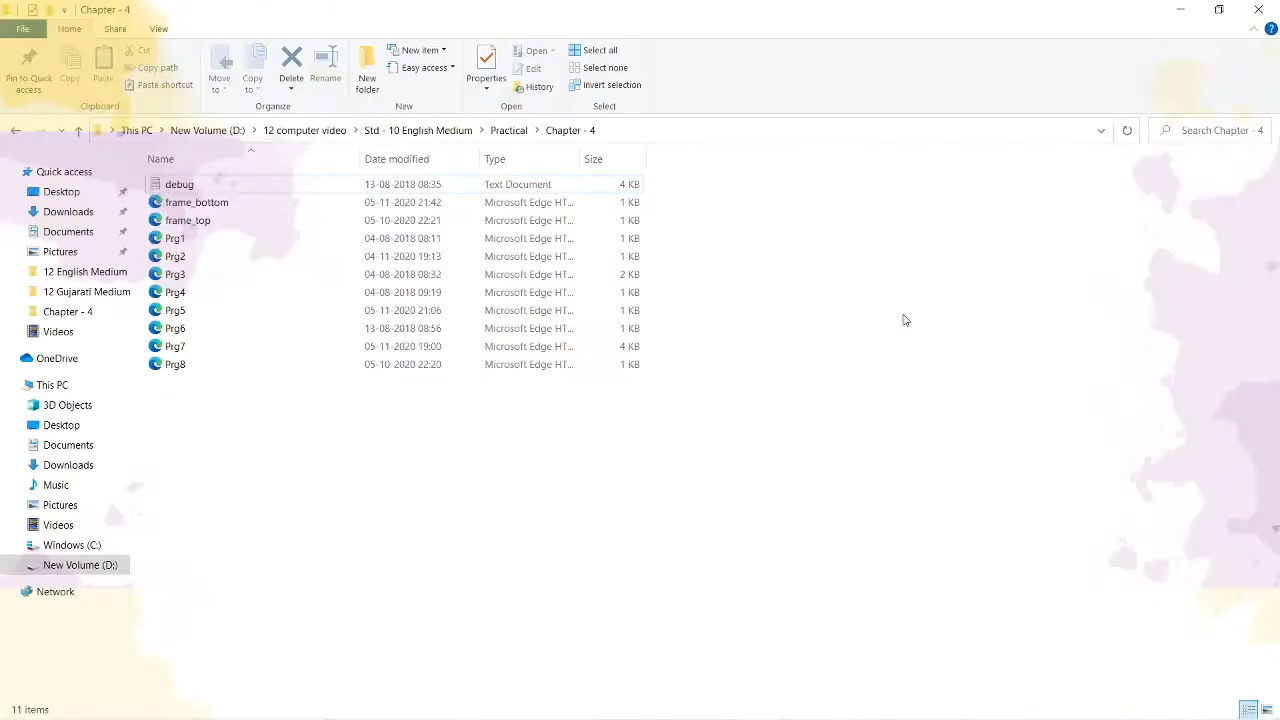 Chapter - 4
File Home Share View
Pin to Quick access
Copy
Paste
Cut
Copy path
Paste shortcut
Clipboard
Move to
Copy to
Delete
Rename
Organize
New folder
New item
Easy access
New
Properties
Open
Edit
History
Open
Select all
Select none
Invert selection
Select
This PC New Volume (D:) 12 computer video Std - 10 English Medium Practical Chapter - 4
Search Chapter - 4
Name Date modified Type Size
debug 13-08-2018 08:35 Text Document 4 KB
frame_bottom 05-11-2020 21:42 Microsoft Edge HT... 1 KB
frame_top 05-10-2020 22:21 Microsoft Edge HT... 1 KB
Prg1 04-08-2018 08:11 Microsoft Edge HT... 1 KB
Prg2 04-11-2020 19:13 Microsoft Edge HT... 1 KB
Prg3 04-08-2018 08:32 Microsoft Edge HT... 2 KB
Prg4 04-08-2018 09:19 Microsoft Edge HT... 1 KB
Prg5 05-11-2020 21:06 Microsoft Edge HT... 1 KB
Prg6 13-08-2018 08:56 Microsoft Edge HT... 1 KB
Prg7 05-11-2020 19:00 Microsoft Edge HT... 4 KB
Prg8 05-10-2020 22:20 Microsoft Edge HT... 1 KB
Quick access
Desktop
Downloads
Documents
Pictures
12 English Medium
12 Gujarati Medium
Chapter - 4
Videos
OneDrive
This PC
3D Objects
Desktop
Documents
Downloads
Music
Pictures
Videos
Windows (C:)
New Volume (D:)
Network
11 items